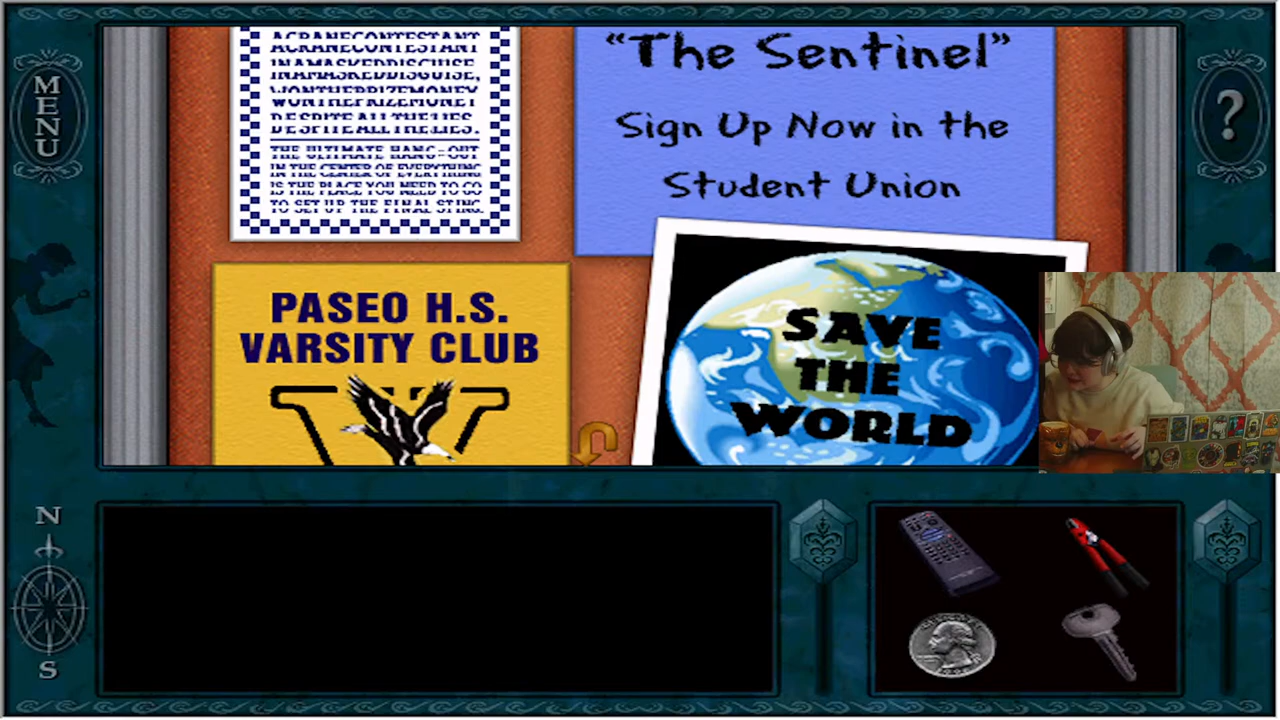 MENU
ACRANECONTESTANT
INAMASKEDDISGUISE,
WONTHEPRIZEMONEY
DESPITEALLTHELIES.
THE ULTIMATE HANG-OUT
IN THE CENTER OF EVERYTHING
IS THE PLACE YOU NEED TO GO
TO SET UP THE FINAL STING.
"The Sentinel"
Sign Up Now in the
Student Union
PASEO H.S.
VARSITY CLUB
V
SAVE
THE
WORLD
?
N
S